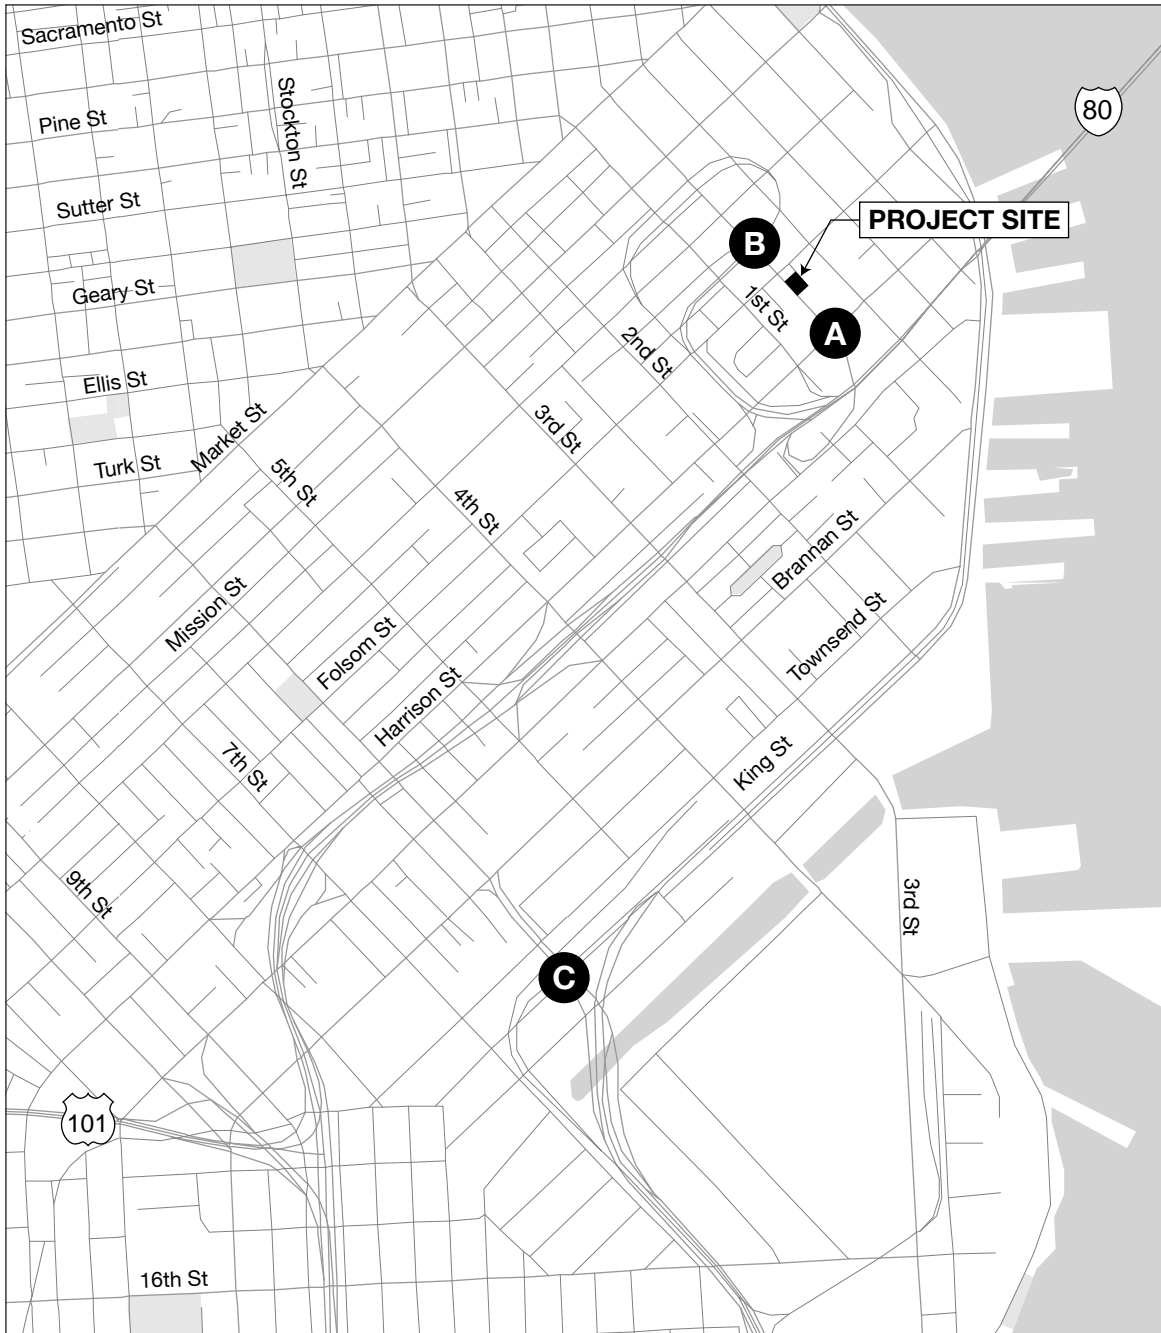 Sacramento St
80
Pine St
Stockton St
Sutter St
PROJECT SITE
B
Geary St
1st St
A
2nd St
Ellis St
Market St
3rd St
Turk St
5th St
4th St
Brannan St
Mission St
Folsom St
Townsend St
Harrison St
7th St
King St
9th St
3rd St
C
101
16th St